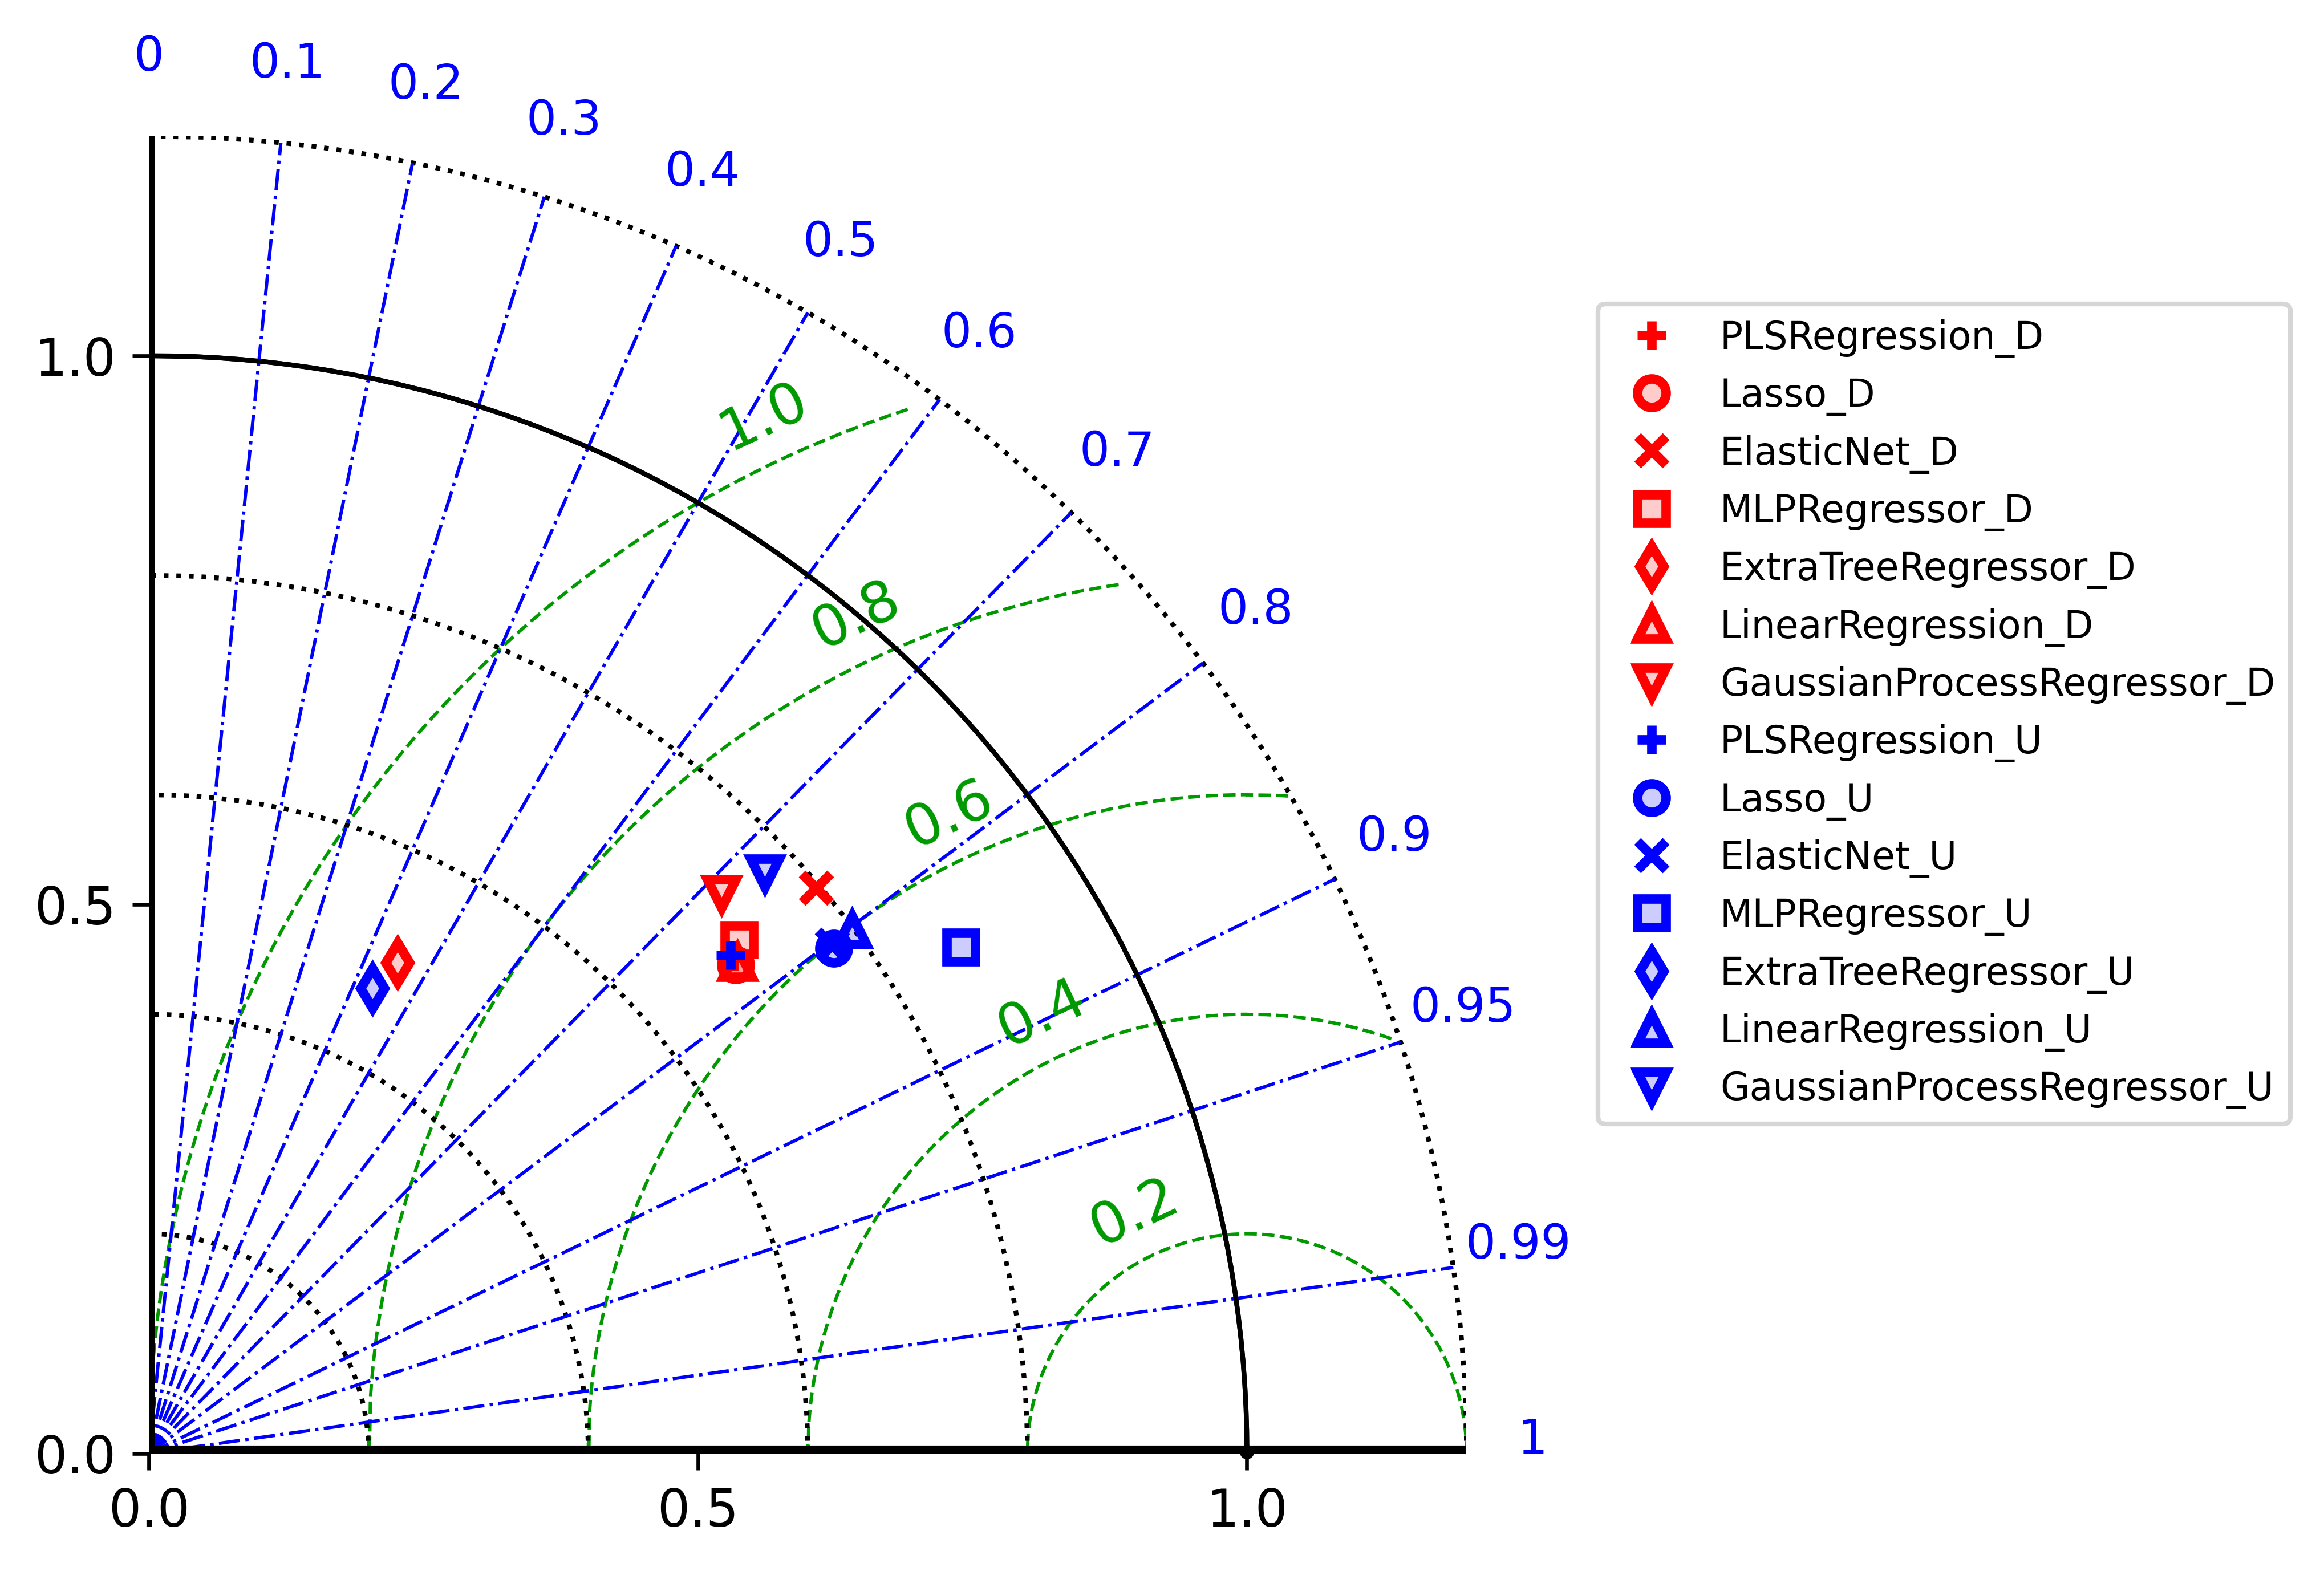 0
0.1
0.2
0.3
0.4
0.5
0.6
0.7
0.8
0.9
0.95
0.99
1
1.0
0.5
0.0
0.0
0.5
1.0
1.0
0.8
0.6
0.4
0.2
PLSRegression_D
Lasso_D
ElasticNet_D
MLPRegressor_D
ExtraTreeRegressor_D
LinearRegression_D
GaussianProcessRegressor_D
PLSRegression_U
Lasso_U
ElasticNet_U
MLPRegressor_U
ExtraTreeRegressor_U
LinearRegression_U
GaussianProcessRegressor_U